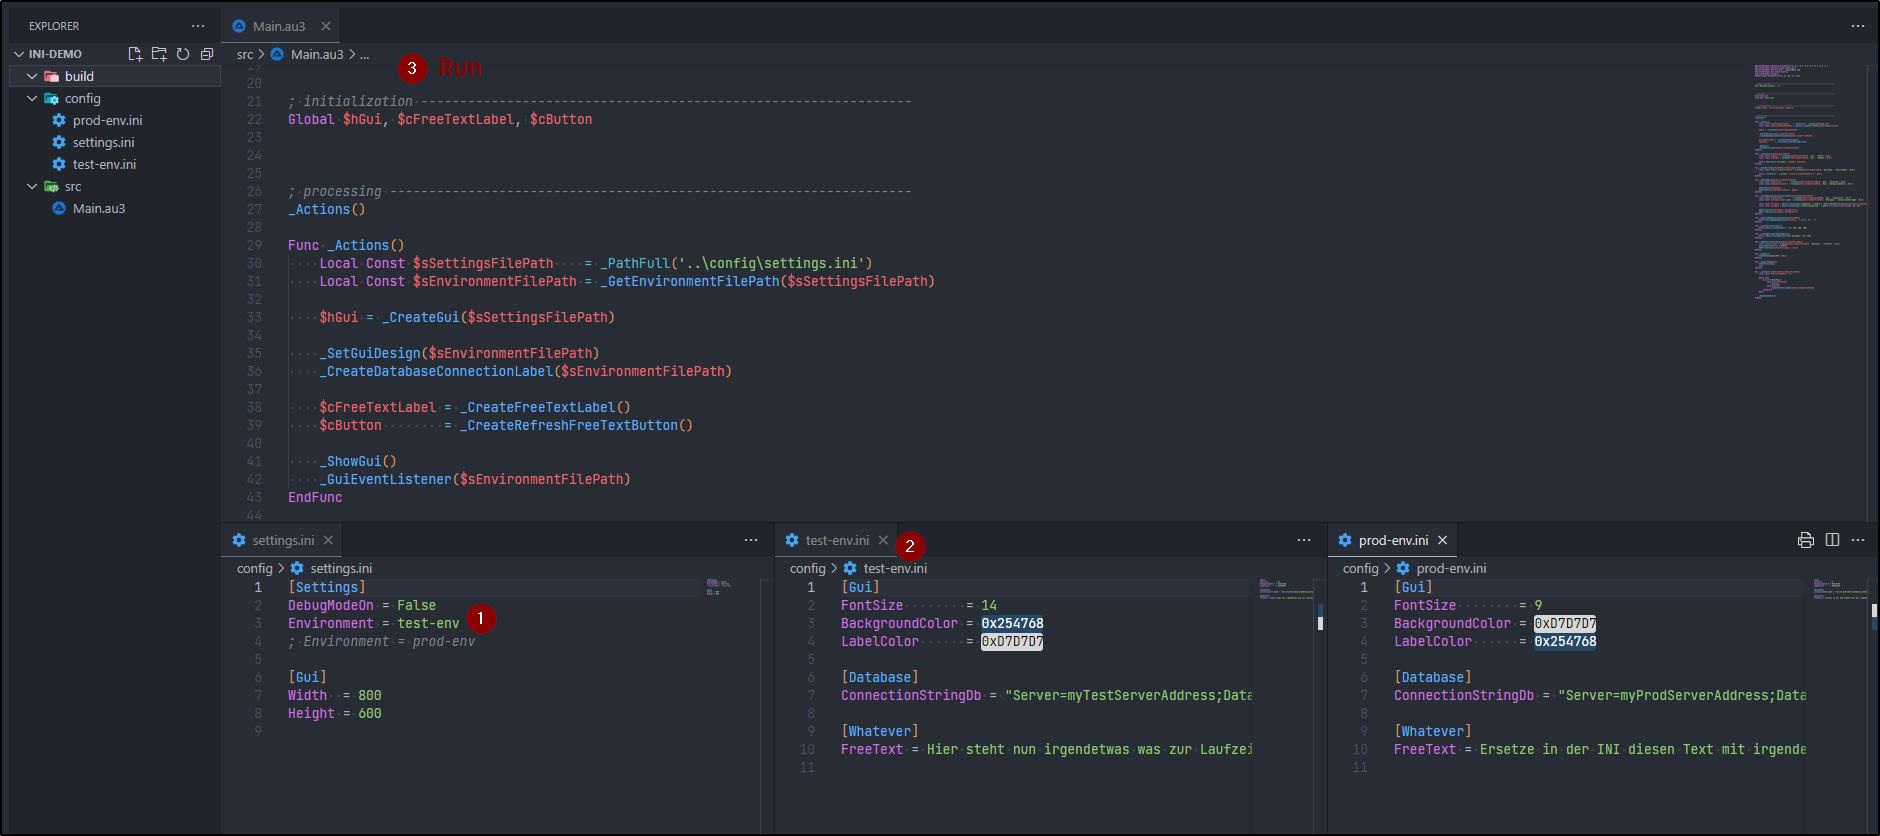 EXPLORER ...
INI-DEMO
build
config
prod-env.ini
settings.ini
test-env.ini
src
Main.au3
Main.au3
...
src > Main.au3 > ...
3 Run
19
20
21 ; initialization ---------------------------------------------------------------
22 Global $hGui, $cFreeTextLabel, $cButton
23
24
25
26 ; processing -------------------------------------------------------------------
27 _Actions()
28
29 Func _Actions()
30 Local Const $sSettingsFilePath = _PathFull('..\config\settings.ini')
31 Local Const $sEnvironmentFilePath = _GetEnvironmentFilePath($sSettingsFilePath)
32
33 $hGui = _CreateGui($sSettingsFilePath)
34
35 _SetGuiDesign($sEnvironmentFilePath)
36 _CreateDatabaseConnectionLabel($sEnvironmentFilePath)
37
38 $cFreeTextLabel = _CreateFreeTextLabel()
39 $cButton = _CreateRefreshFreeTextButton()
40
41 _ShowGui()
42 _GuiEventListener($sEnvironmentFilePath)
43 EndFunc
44
settings.ini
...
config > settings.ini
1 [Settings]
2 DebugModeOn = False
3 Environment = test-env 1
4 ; Environment = prod-env
5
6 [Gui]
7 Width = 800
8 Height = 600
9
test-env.ini 2
...
config > test-env.ini
1 [Gui]
2 FontSize = 14
3 BackgroundColor = 0x254768
4 LabelColor = 0xD7D7D7
5
6 [Database]
7 ConnectionStringDb = "Server=myTestServerAddress;Data
8
9 [Whatever]
10 FreeText = Hier steht nun irgendetwas was zur Laufzei
11
prod-env.ini
...
config > prod-env.ini
1 [Gui]
2 FontSize = 9
3 BackgroundColor = 0xD7D7D7
4 LabelColor = 0x254768
5
6 [Database]
7 ConnectionStringDb = "Server=myProdServerAddress;Data
8
9 [Whatever]
10 FreeText = Ersetze in der INI diesen Text mit irgende
11